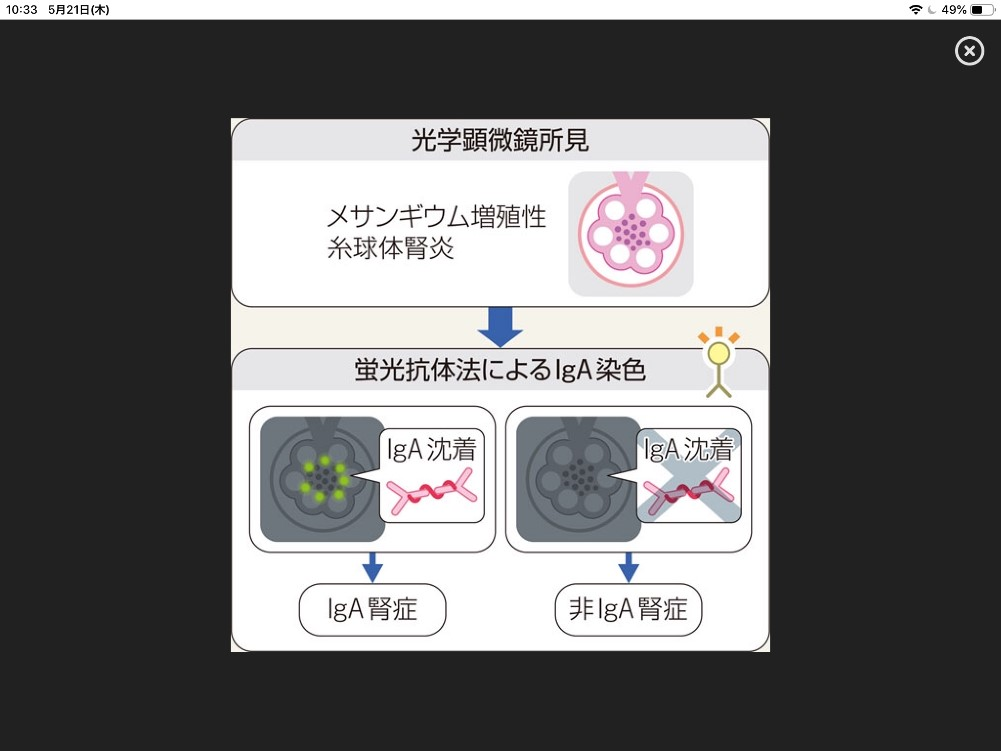 10:33 5月21日(木)
49%
光学顕微鏡所見
メサンギウム増殖性
糸球体腎炎
蛍光抗体法によるIgA染色
IgA沈着
IgA沈着
IgA腎症
非IgA腎症